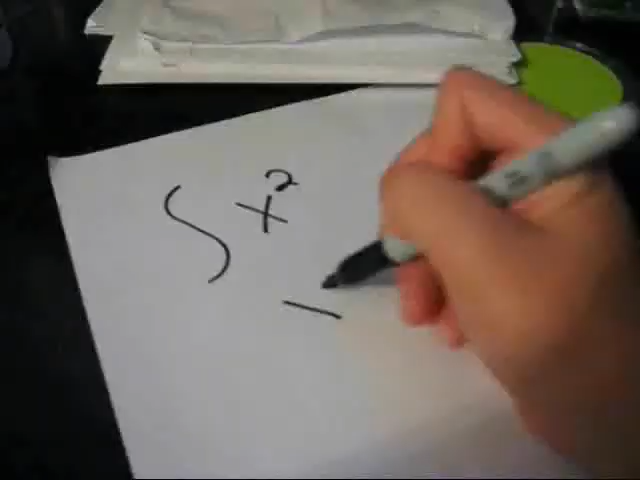 ∫ x²
—